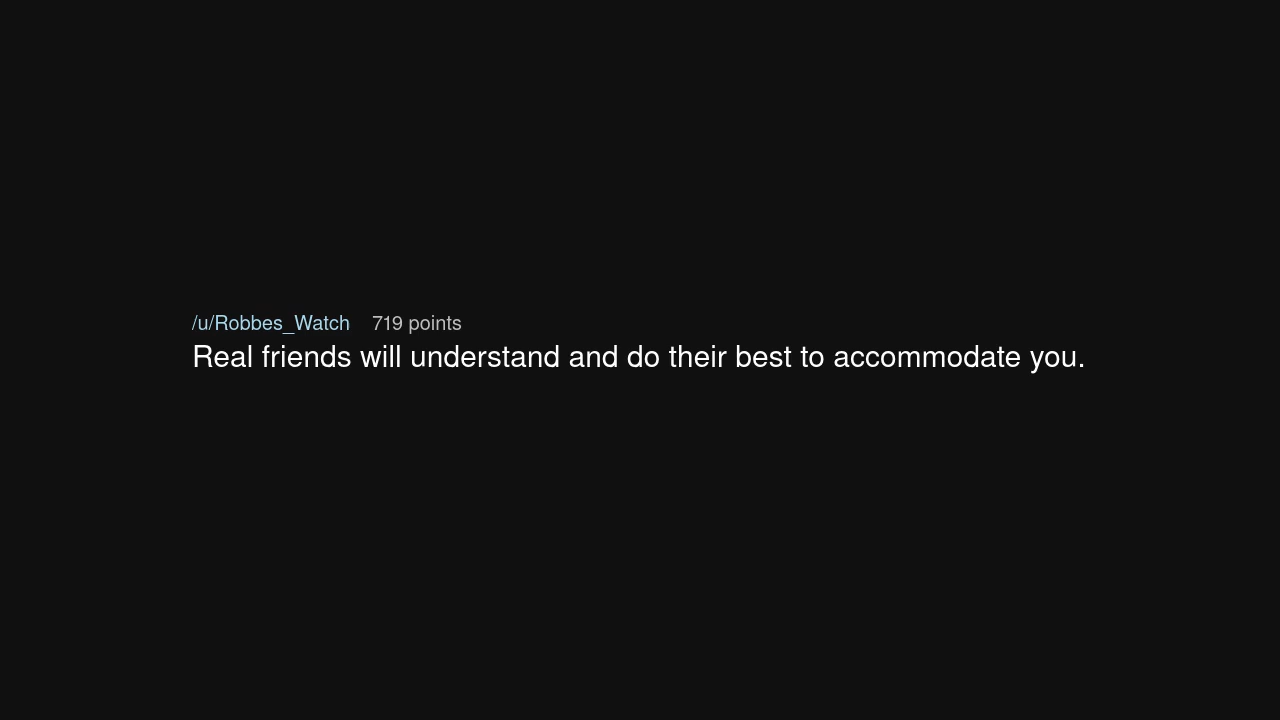 /u/Robbes_Watch 719 points
Real friends will understand and do their best to accommodate you.